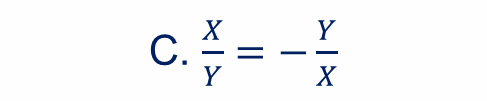 C. X/Y = − Y/X